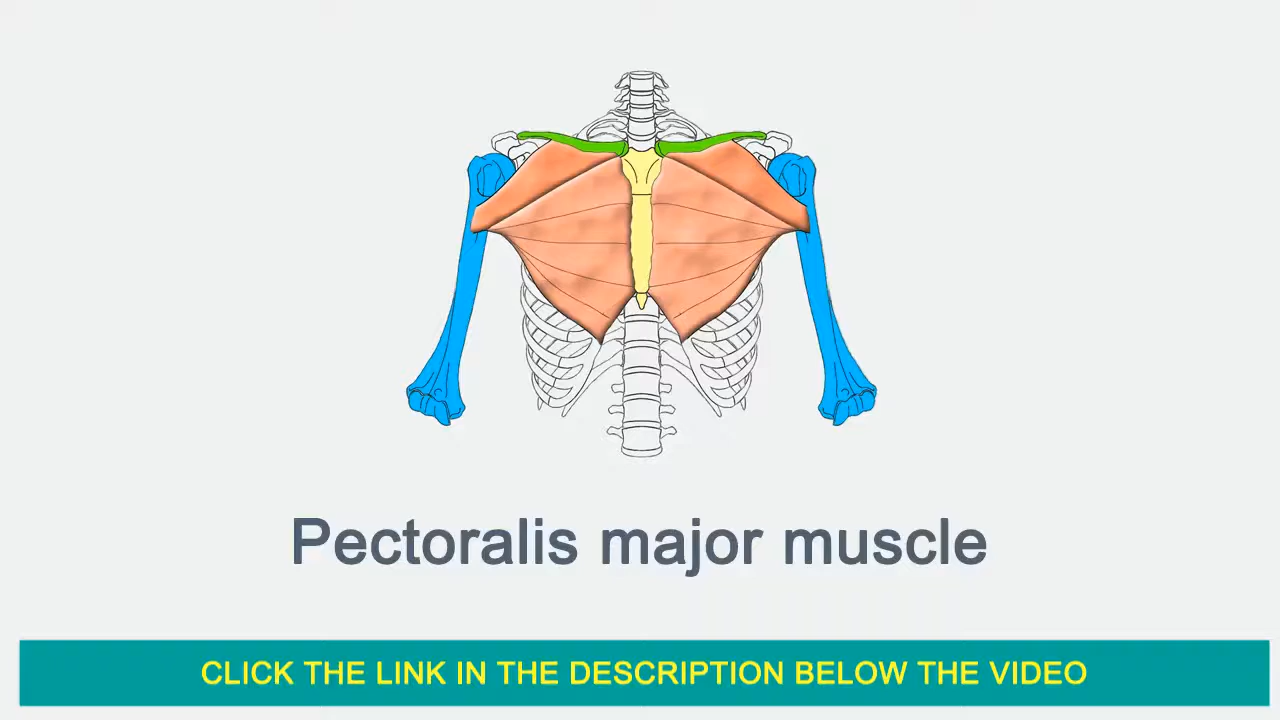 Pectoralis major muscle
CLICK THE LINK IN THE DESCRIPTION BELOW THE VIDEO